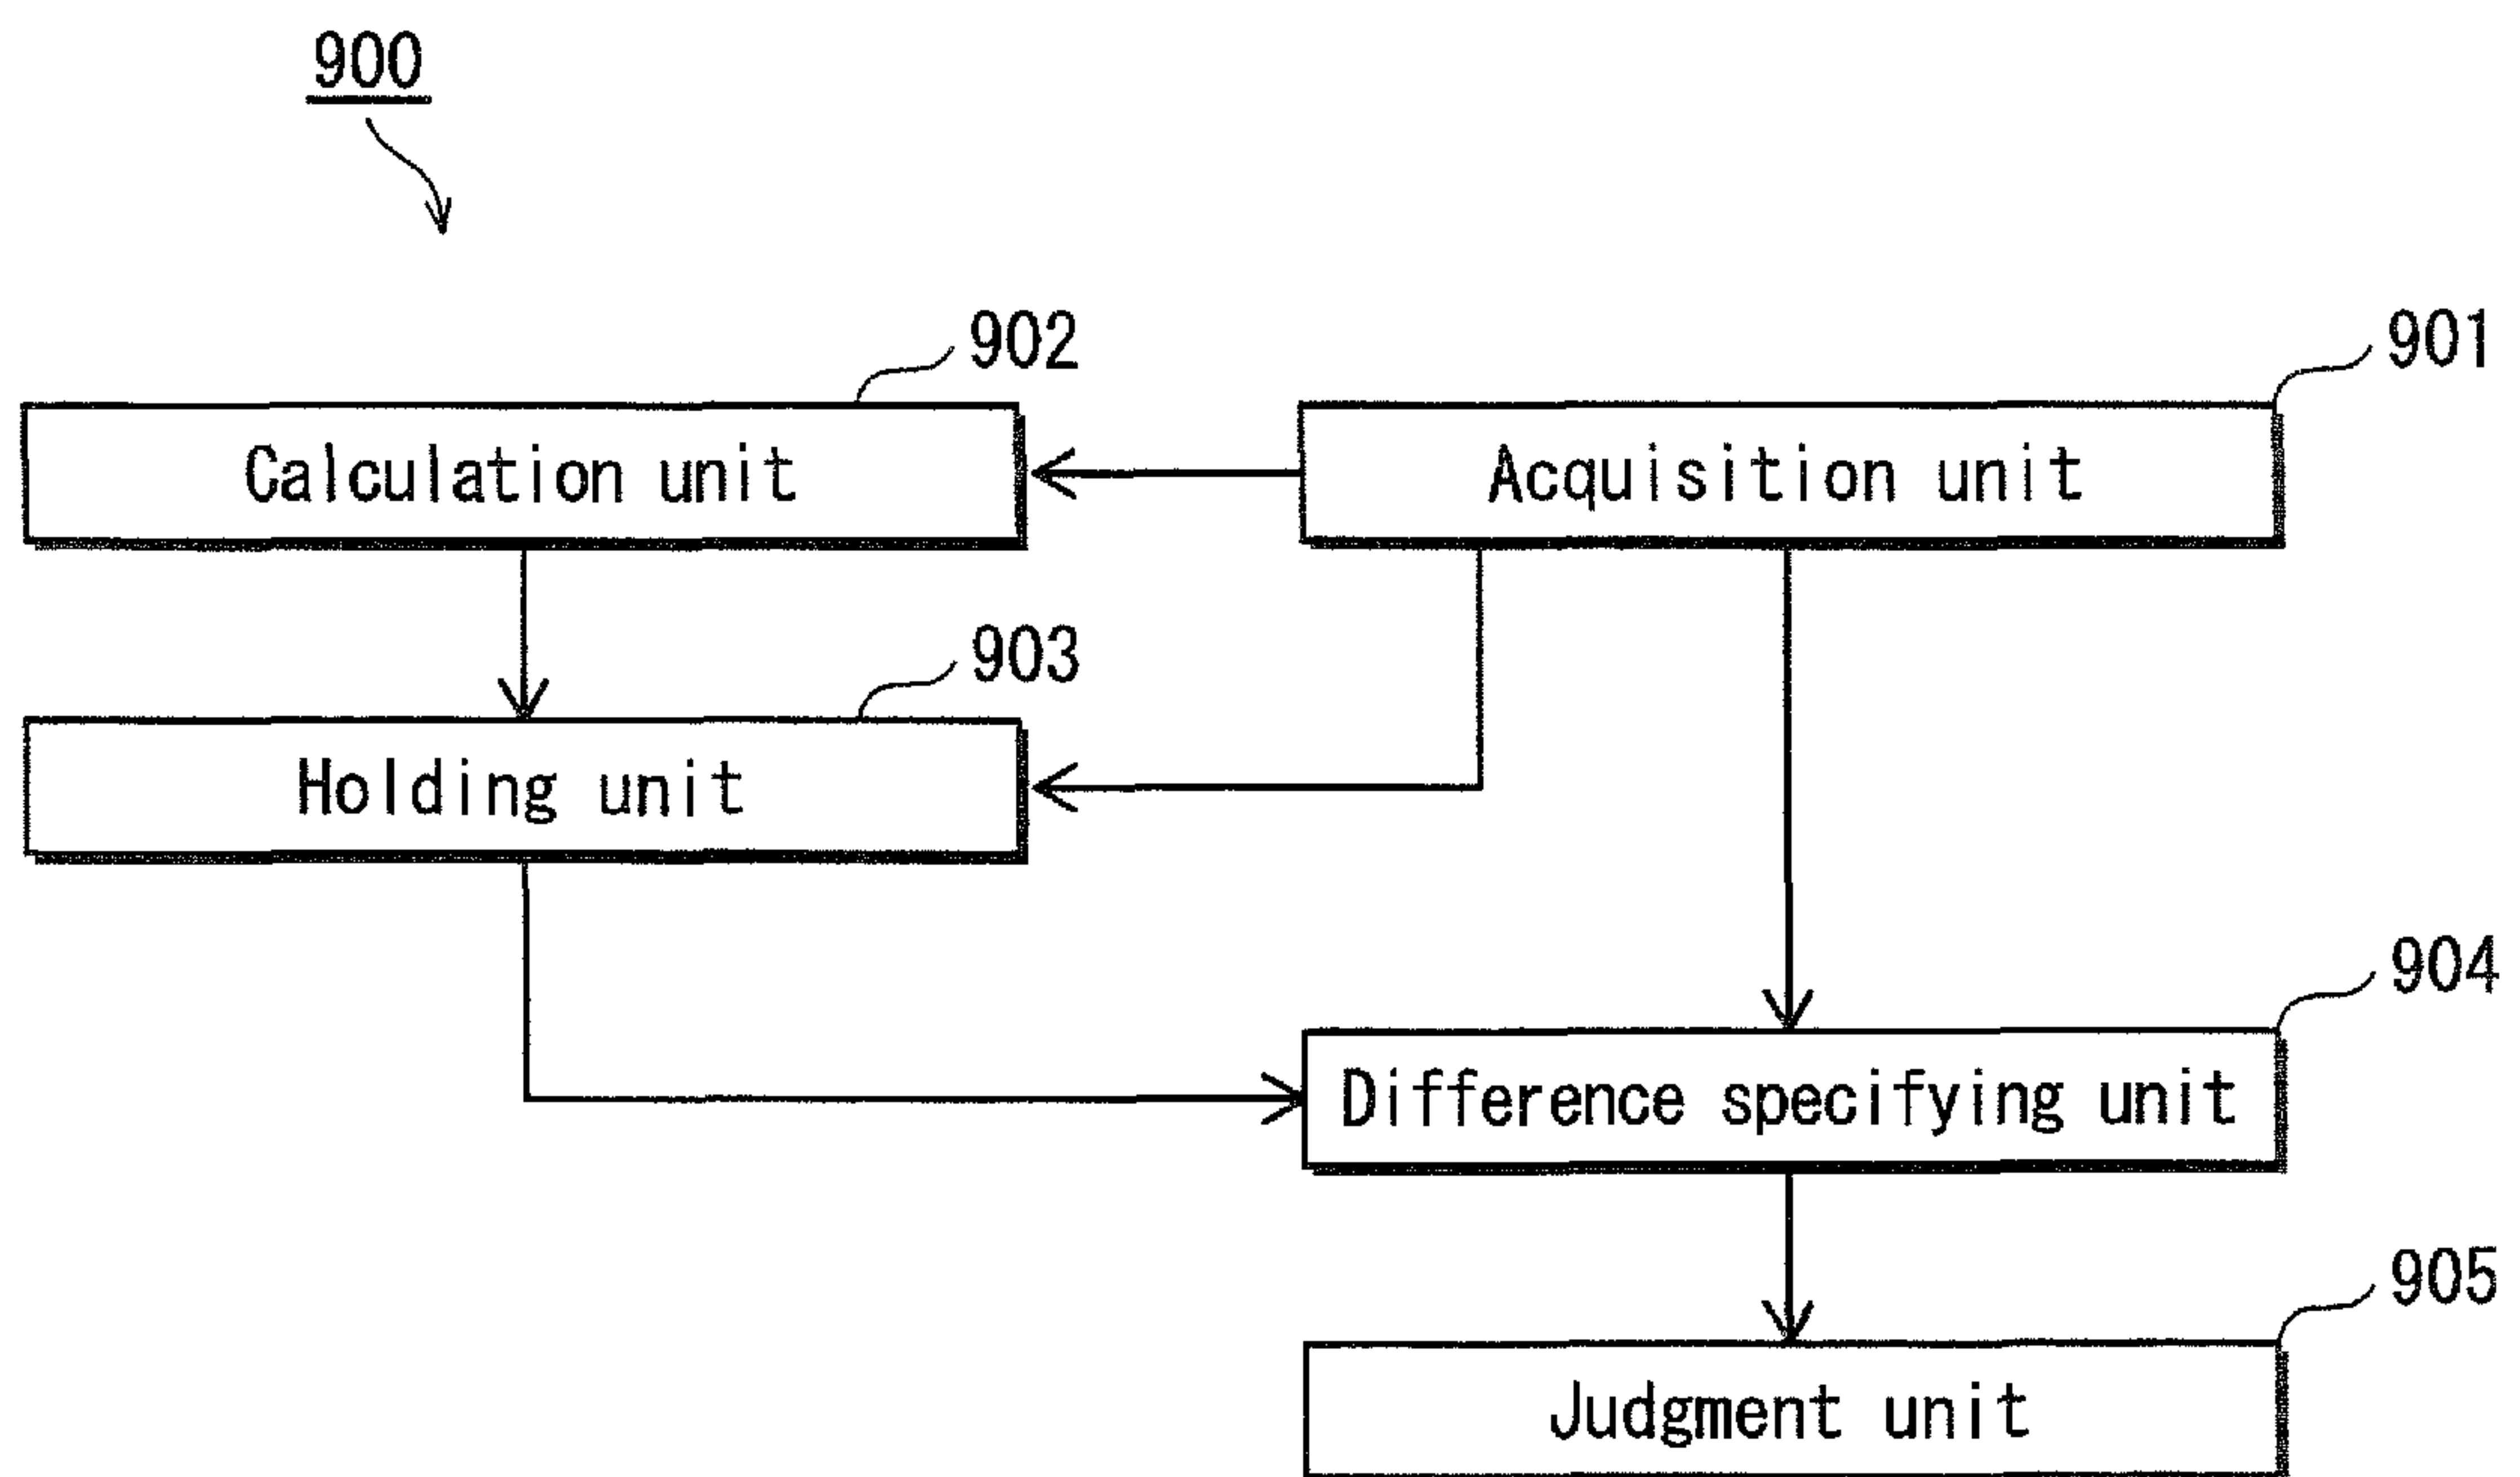 900
902
901
Calculation unit
Acquisition unit
903
Holding unit
904
Difference specifying unit
905
Judgment unit